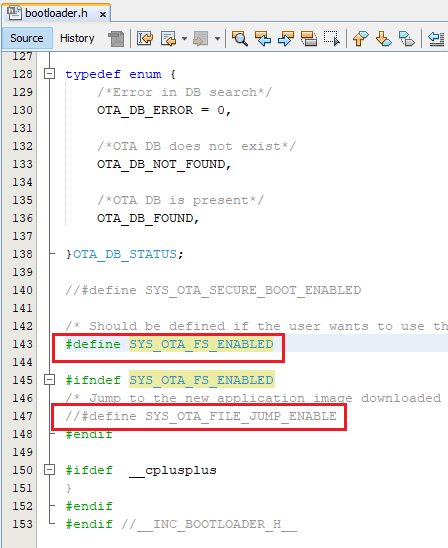 bootloader.h
Source History
127
128 typedef enum {
129 /*Error in DB search*/
130 OTA_DB_ERROR = 0,
131
132 /*OTA DB does not exist*/
133 OTA_DB_NOT_FOUND,
134
135 /*OTA DB is present*/
136 OTA_DB_FOUND,
137
138 }OTA_DB_STATUS;
139
140 //#define SYS_OTA_SECURE_BOOT_ENABLED
141
142 /* Should be defined if the user wants to use th
143 #define SYS_OTA_FS_ENABLED
144
145 #ifndef SYS_OTA_FS_ENABLED
146 /* Jump to the new application image downloaded
147 //#define SYS_OTA_FILE_JUMP_ENABLE
148 #endif
149
150 #ifdef __cplusplus
151 }
152 #endif
153 #endif //__INC_BOOTLOADER_H__